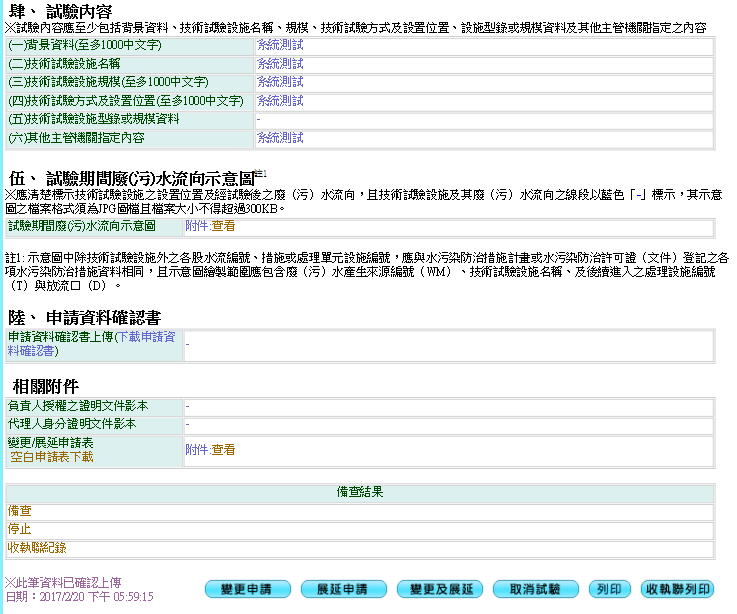 肆、 試驗內容
※試驗內容應至少包括背景資料、技術試驗設施名稱、規模、技術試驗方式及設置位置、設施型錄或規模資料及其他主管機關指定之內容
(一)背景資料(至多1000中文字) 系統測試
(二)技術試驗設施名稱 系統測試
(三)技術試驗設施規模(至多1000中文字) 系統測試
(四)技術試驗方式及設置位置(至多1000中文字) 系統測試
(五)技術試驗設施型錄或規模資料 -
(六)其他主管機關指定內容 系統測試
伍、 試驗期間廢(污)水流向示意圖註1
※應清楚標示技術試驗設施之設置位置及經試驗後之廢（污）水流向，且技術試驗設施及其廢（污）水流向之線段以藍色「-」標示，其示意
圖之檔案格式須為JPG圖檔且檔案大小不得超過300KB。
試驗期間廢(污)水流向示意圖 附件:查看
註1: 示意圖中除技術試驗設施外之各股水流編號、措施或處理單元設施編號，應與水污染防治措施計畫或水污染防治許可證（文件）登記之各
項水污染防治措施資料相同，且示意圖繪製範圍應包含廢（污）水產生來源編號（WM）、技術試驗設施名稱、及後續進入之處理設施編號
（T）與放流口（D）。
陸、 申請資料確認書
申請資料確認書上傳(下載申請資
料確認書) -
相關附件
負責人授權之證明文件影本 -
代理人身分證明文件影本 -
變更/展延申請表
空白申請表下載 附件:查看
備查結果
備查
停止
收執聯紀錄
※此筆資料已確認上傳
日期：2017/2/20 下午 05:59:15
變更申請 展延申請 變更及展延 取消試驗 列印 收執聯列印